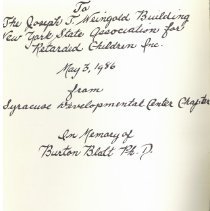 To
The Joseph T. Weingold Building
New York State Association for
Retarded Children Inc.
May 3, 1986
from
Syracuse Developmental Center Chapter
In Memory of
Burton Blatt Ph. D.